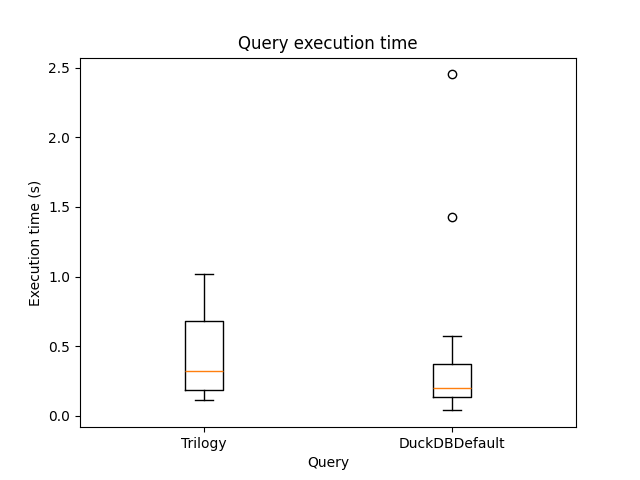 Query execution time
Execution time (s)
2.5
2.0
1.5
1.0
0.5
0.0
Trilogy
DuckDBDefault
Query